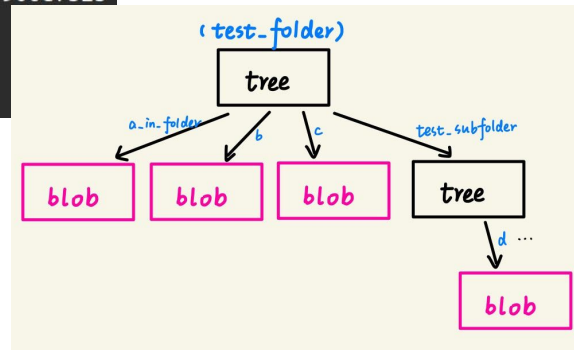 (test_folder)
tree
a_in_folder
b
c
test_subfolder
blob
blob
blob
tree
d ...
blob